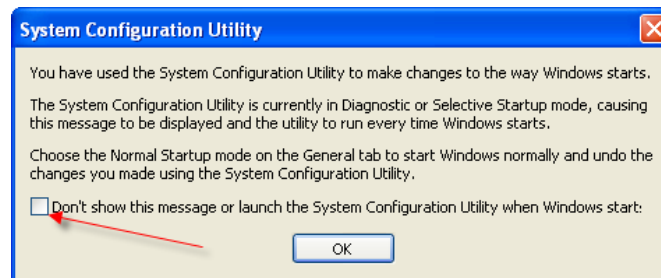 System Configuration Utility
You have used the System Configuration Utility to make changes to the way Windows starts.
The System Configuration Utility is currently in Diagnostic or Selective Startup mode, causing
this message to be displayed and the utility to run every time Windows starts.
Choose the Normal Startup mode on the General tab to start Windows normally and undo the
changes you made using the System Configuration Utility.
Don't show this message or launch the System Configuration Utility when Windows start:
OK